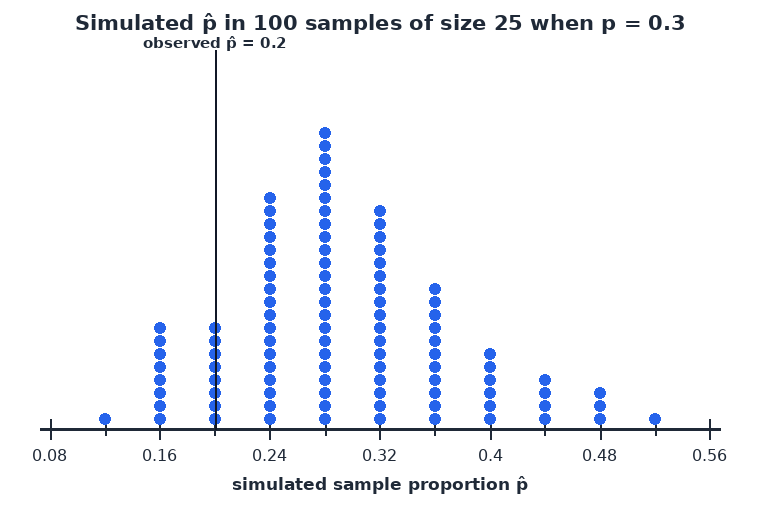 Simulated p̂ in 100 samples of size 25 when p = 0.3
observed p̂ = 0.2
0.08 0.16 0.24 0.32 0.4 0.48 0.56
simulated sample proportion p̂